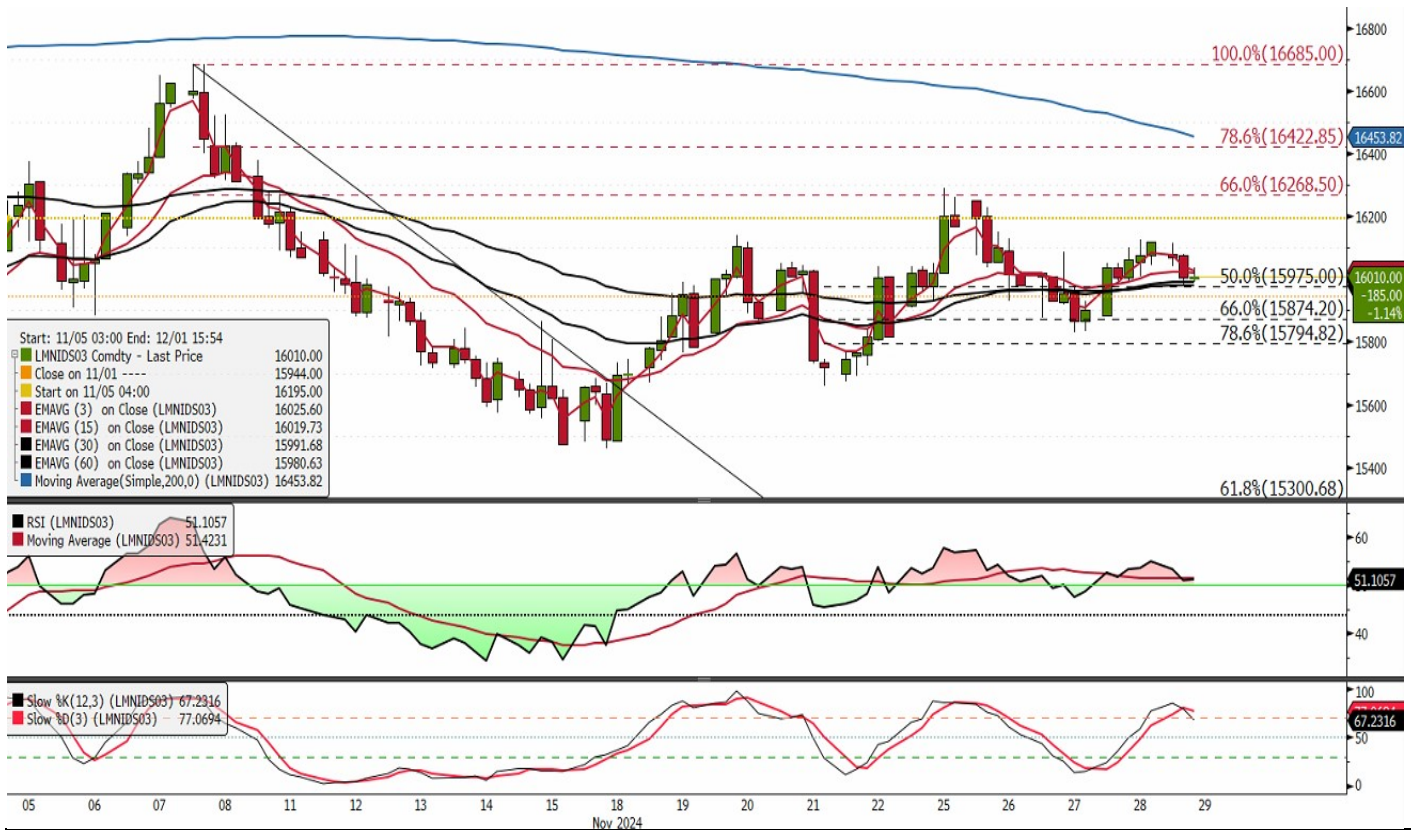 16800
100.0%(16685.00)
16600
78.6%(16422.85)
16453.82
16400
66.0%(16268.50)
16200
50.0%(15975.00)
16010.00
-185.00
-1.14%
66.0%(15874.20)
78.6%(15794.82)
15800
15600
15400
61.8%(15300.68)
Start: 11/05 03:00 End: 12/01 15:54
LMNIDS03 Comdty - Last Price 16010.00
Close on 11/01 ---- 15944.00
Start on 11/05 04:00 16195.00
EMAVG (3) on Close (LMNIDS03) 16025.60
EMAVG (15) on Close (LMNIDS03) 16019.73
EMAVG (30) on Close (LMNIDS03) 15991.68
EMAVG (60) on Close (LMNIDS03) 15980.63
Moving Average(Simple,200,0) (LMNIDS03) 16453.82
RSI (LMNIDS03) 51.1057
Moving Average (LMNIDS03) 51.4231
60
51.1057
40
Slow %K(12,3) (LMNIDS03) 67.2316
Slow %D(3) (LMNIDS03) 77.0694
100
67.2316
50
0
05 06 07 08 11 12 13 14 15 18 19 20 21 22 25 26 27 28 29
Nov 2024